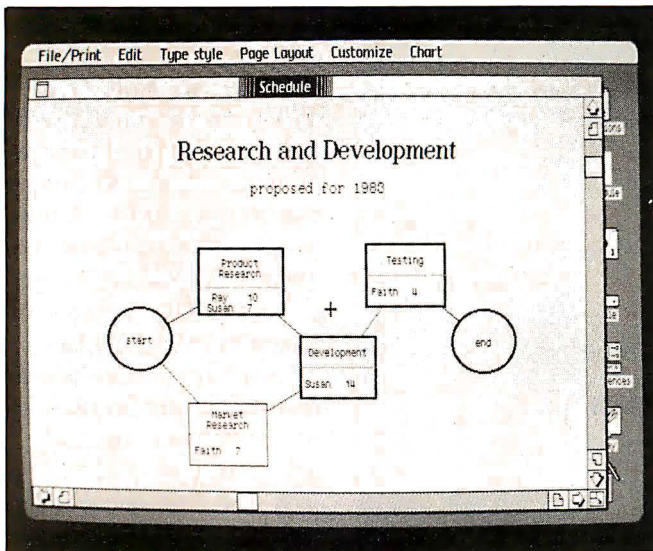 File/Print Edit Type style Page Layout Customize Chart
Schedule
Research and Development
proposed for 1983
Product
Research
Ray 10
Susan 7
Testing
Faith 4
start
Development
Susan 14
end
Market
Research
Faith 7